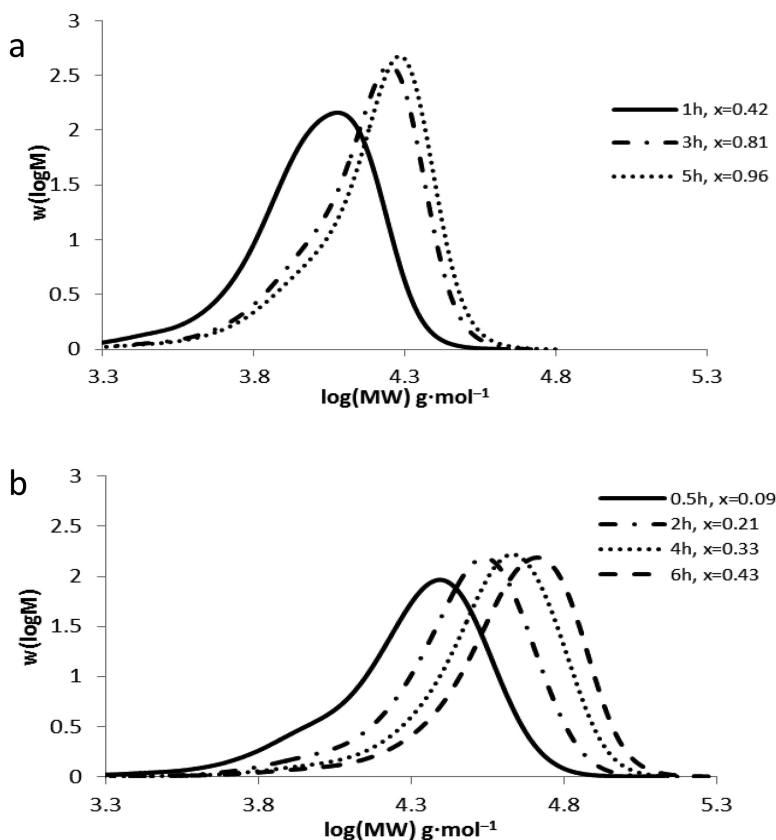 a
3
2.5
2
1.5
1
0.5
0
w(logM)
3.3 3.8 4.3 4.8 5.3
log(MW) g·mol⁻¹
1h, x=0.42
3h, x=0.81
5h, x=0.96
b
3
2.5
2
1.5
1
0.5
0
w(logM)
3.3 3.8 4.3 4.8 5.3
log(MW) g·mol⁻¹
0.5h, x=0.09
2h, x=0.21
4h, x=0.33
6h, x=0.43